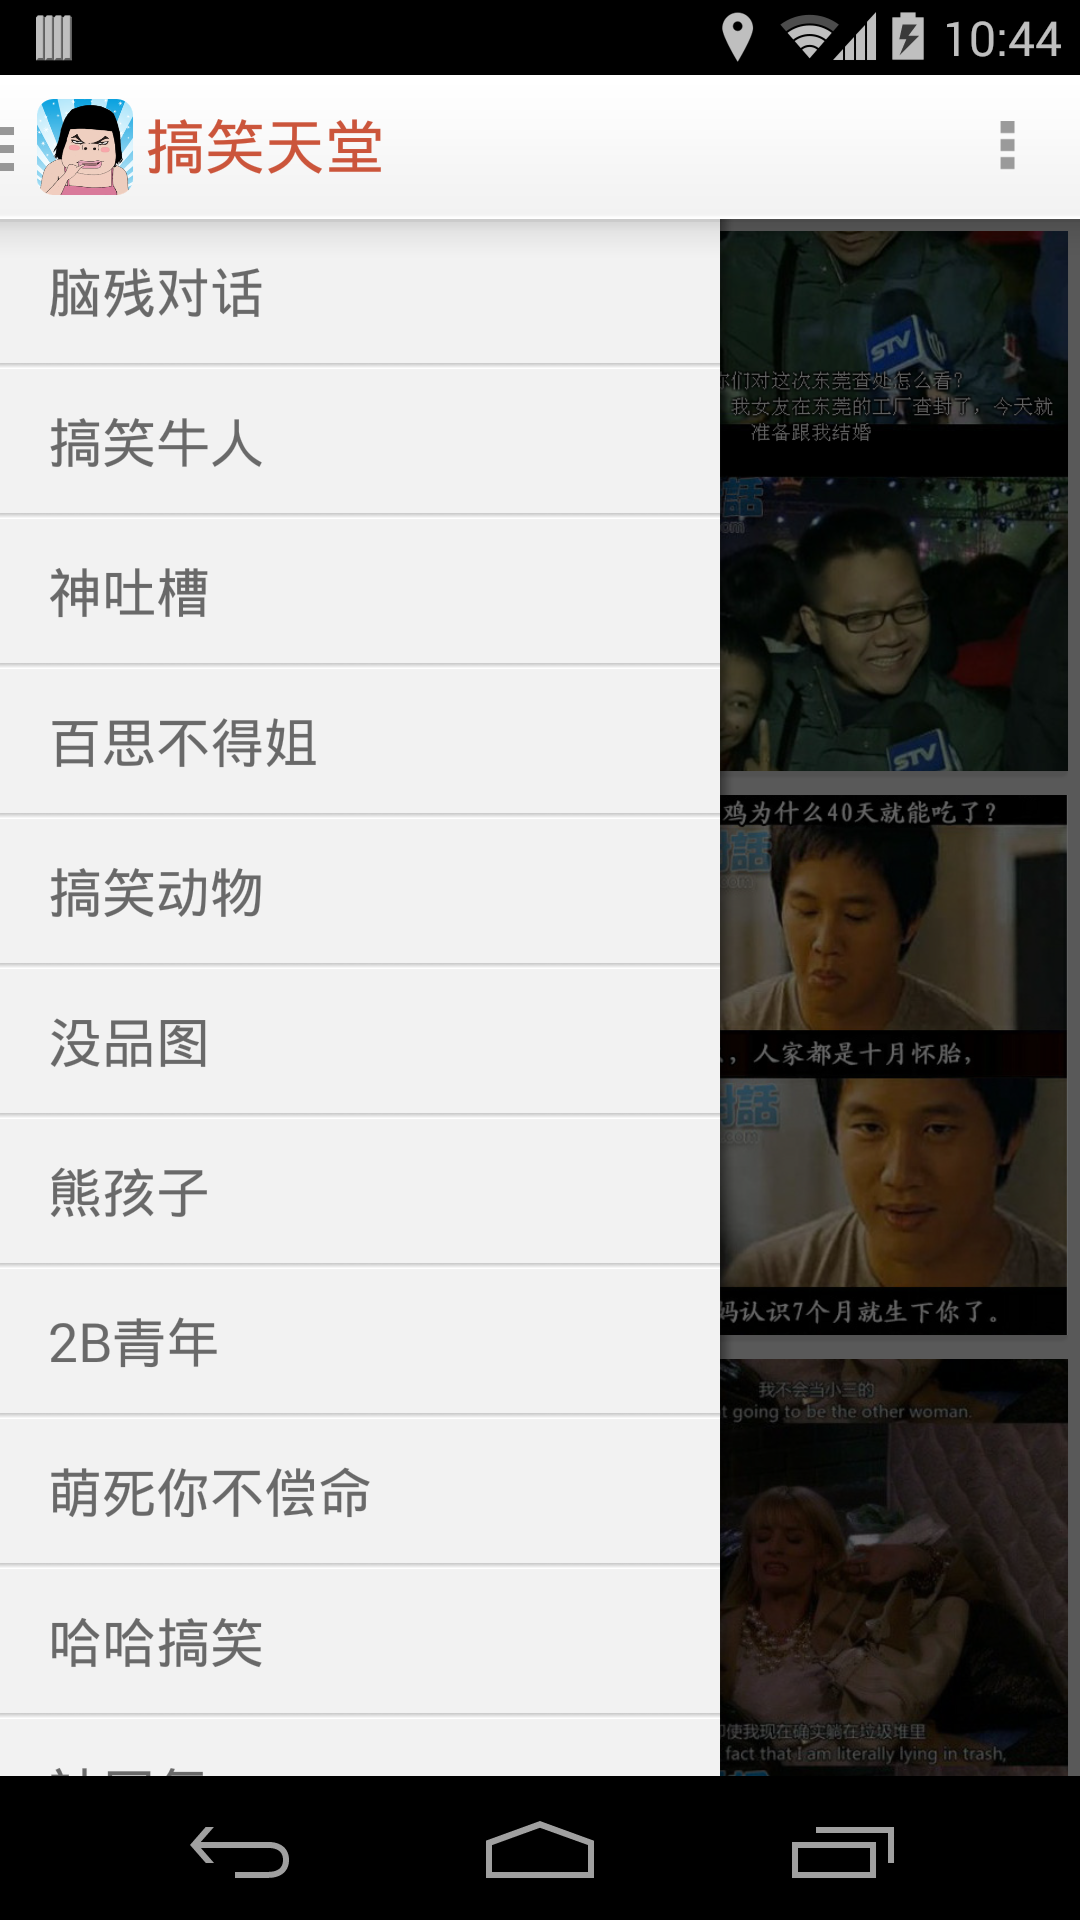 10:44
搞笑天堂
脑残对话
搞笑牛人
神吐槽
百思不得姐
搞笑动物
没品图
熊孩子
2B青年
萌死你不偿命
哈哈搞笑
STV
们对这次东莞查处怎么看?
我女友在东莞的工厂查封了，今天就
准备跟我结婚
話
STV
鸡为什么40天就能吃了?
話
，人家都是十月怀胎,
話
妈认识7个月就生下你了。
我不会当小三的
going to be the other woman.
使我现在确实躺在垃圾堆里
fact that I am literally lying in trash,